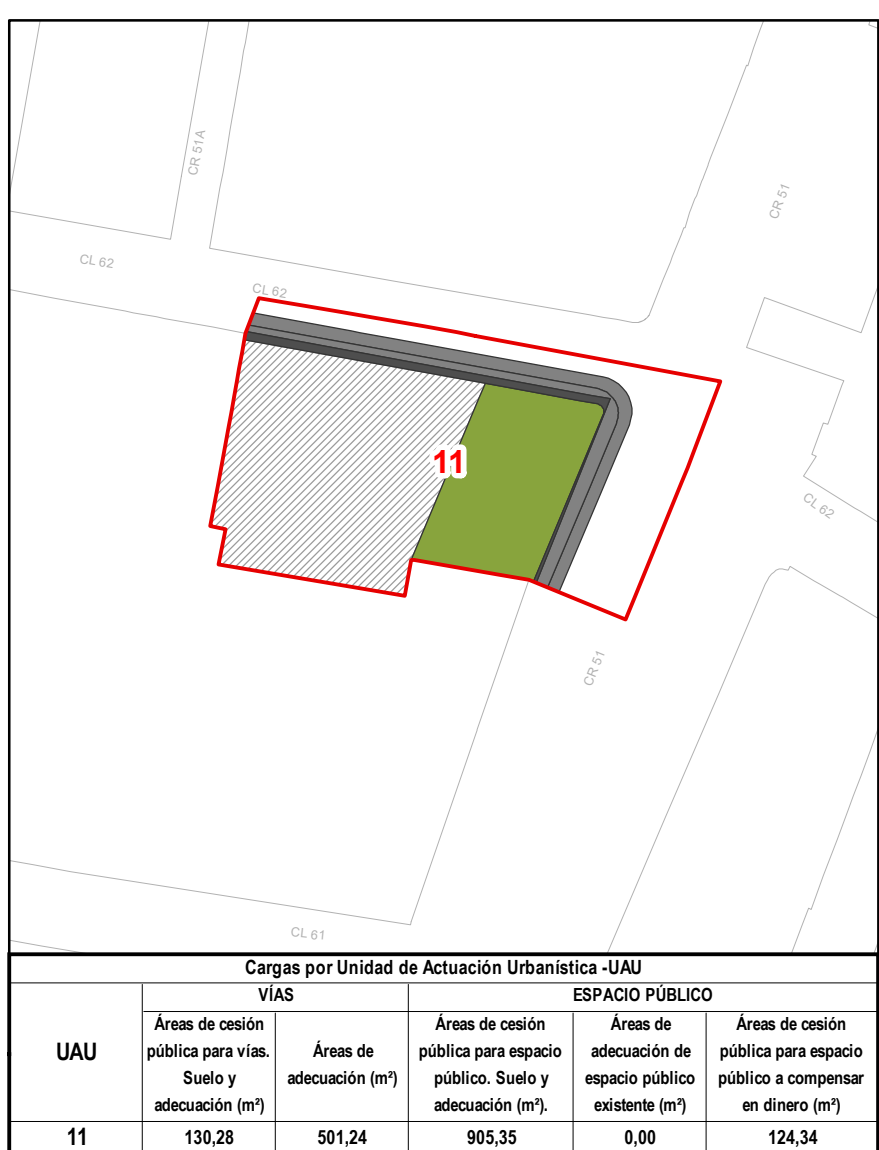 CR 51A
CR 51
CL 62
CL 62
11
CL 62
CR 51
CL 61
Cargas por Unidad de Actuación Urbanística -UAU
UAU
VÍAS
ESPACIO PÚBLICO
Áreas de cesión
pública para vías.
Suelo y
adecuación (m²)
Áreas de
adecuación (m²)
Áreas de cesión
pública para espacio
público. Suelo y
adecuación (m²).
Áreas de
adecuación de
espacio público
existente (m²)
Áreas de cesión
pública para espacio
público a compensar
en dinero (m²)
11 130,28 501,24 905,35 0,00 124,34